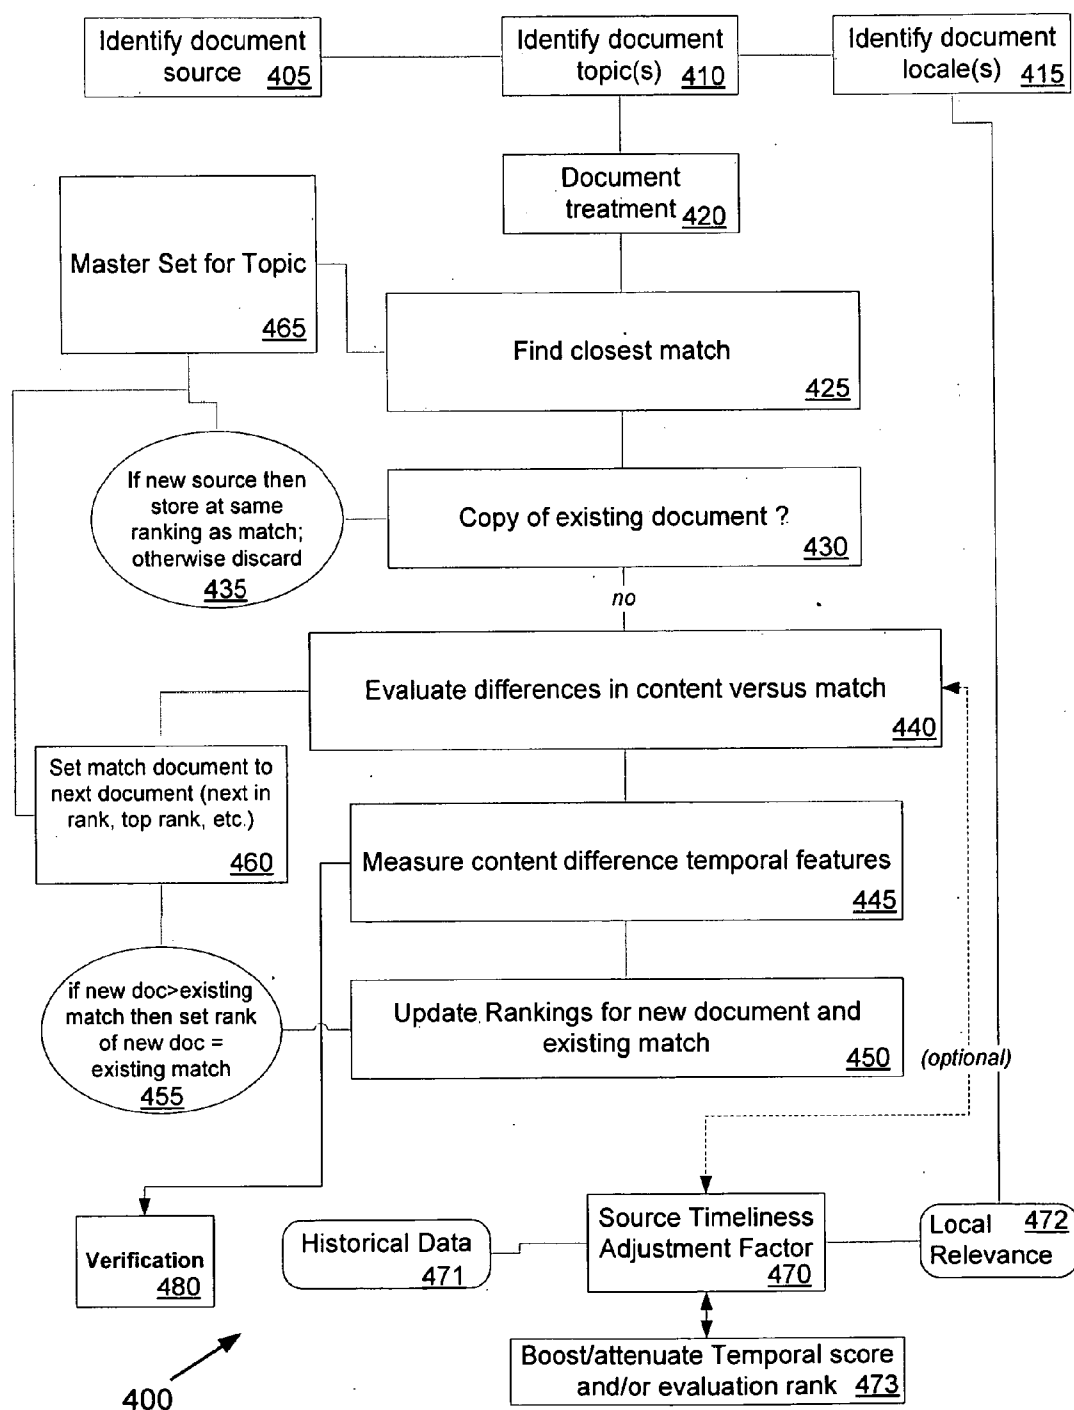 Identify document
source 405
Identify document
topic(s) 410
Identify document
locale(s) 415
Document
treatment 420
Master Set for Topic
465
Find closest match
425
If new source then
store at same
ranking as match;
otherwise discard
435
Copy of existing document ?
430
no
Evaluate differences in content versus match
440
Set match document to
next document (next in
rank, top rank, etc.)
460
Measure content difference temporal features
445
if new doc>existing
match then set rank
of new doc =
existing match
455
Update Rankings for new document and
existing match 450
(optional)
Verification
480
Historical Data
471
Source Timeliness
Adjustment Factor
470
Local 472
Relevance
Boost/attenuate Temporal score
and/or evaluation rank 473
400